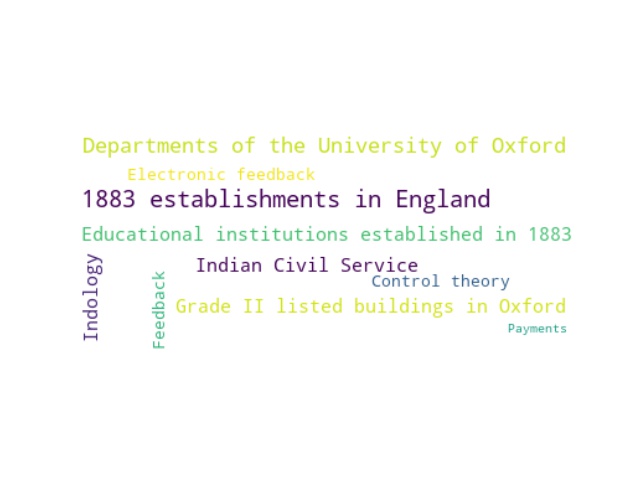 Departments of the University of Oxford
Electronic feedback
1883 establishments in England
Educational institutions established in 1883
Indology
Feedback
Indian Civil Service
Control theory
Grade II listed buildings in Oxford
Payments